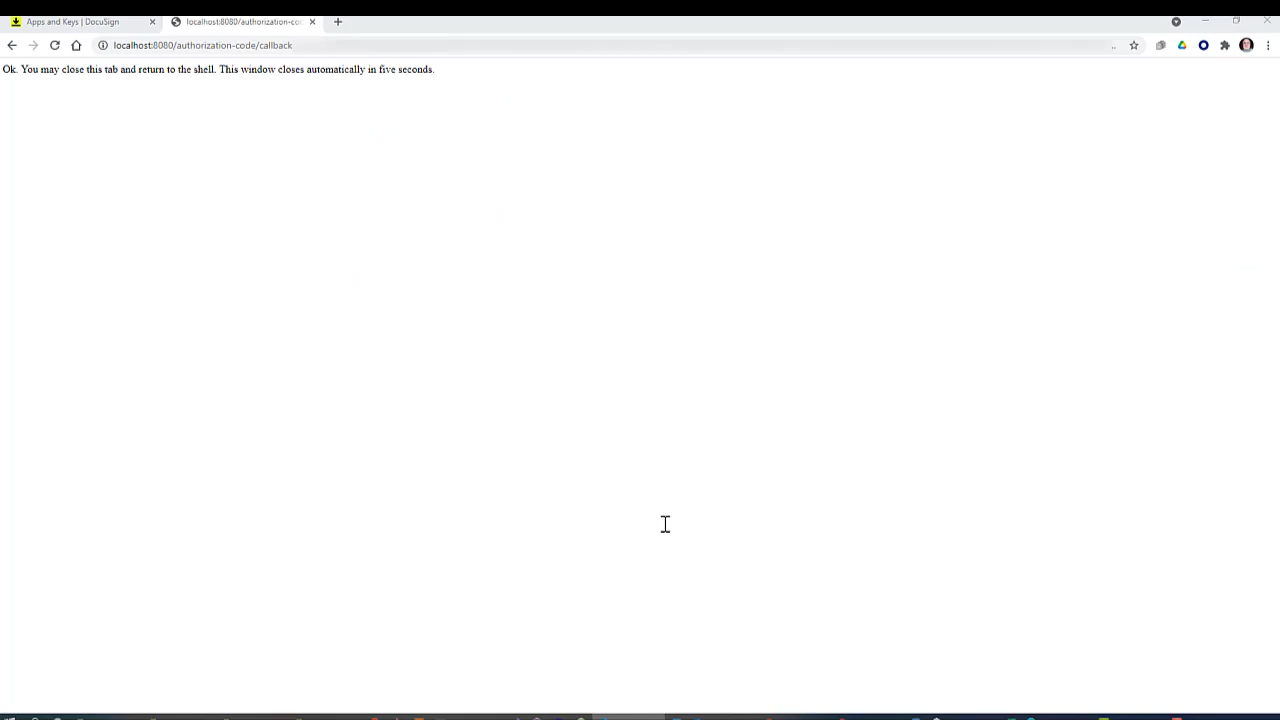 Apps and Keys | DocuSign
localhost:8080/authorization-co
localhost:8080/authorization-code/callback
Ok. You may close this tab and return to the shell. This window closes automatically in five seconds.